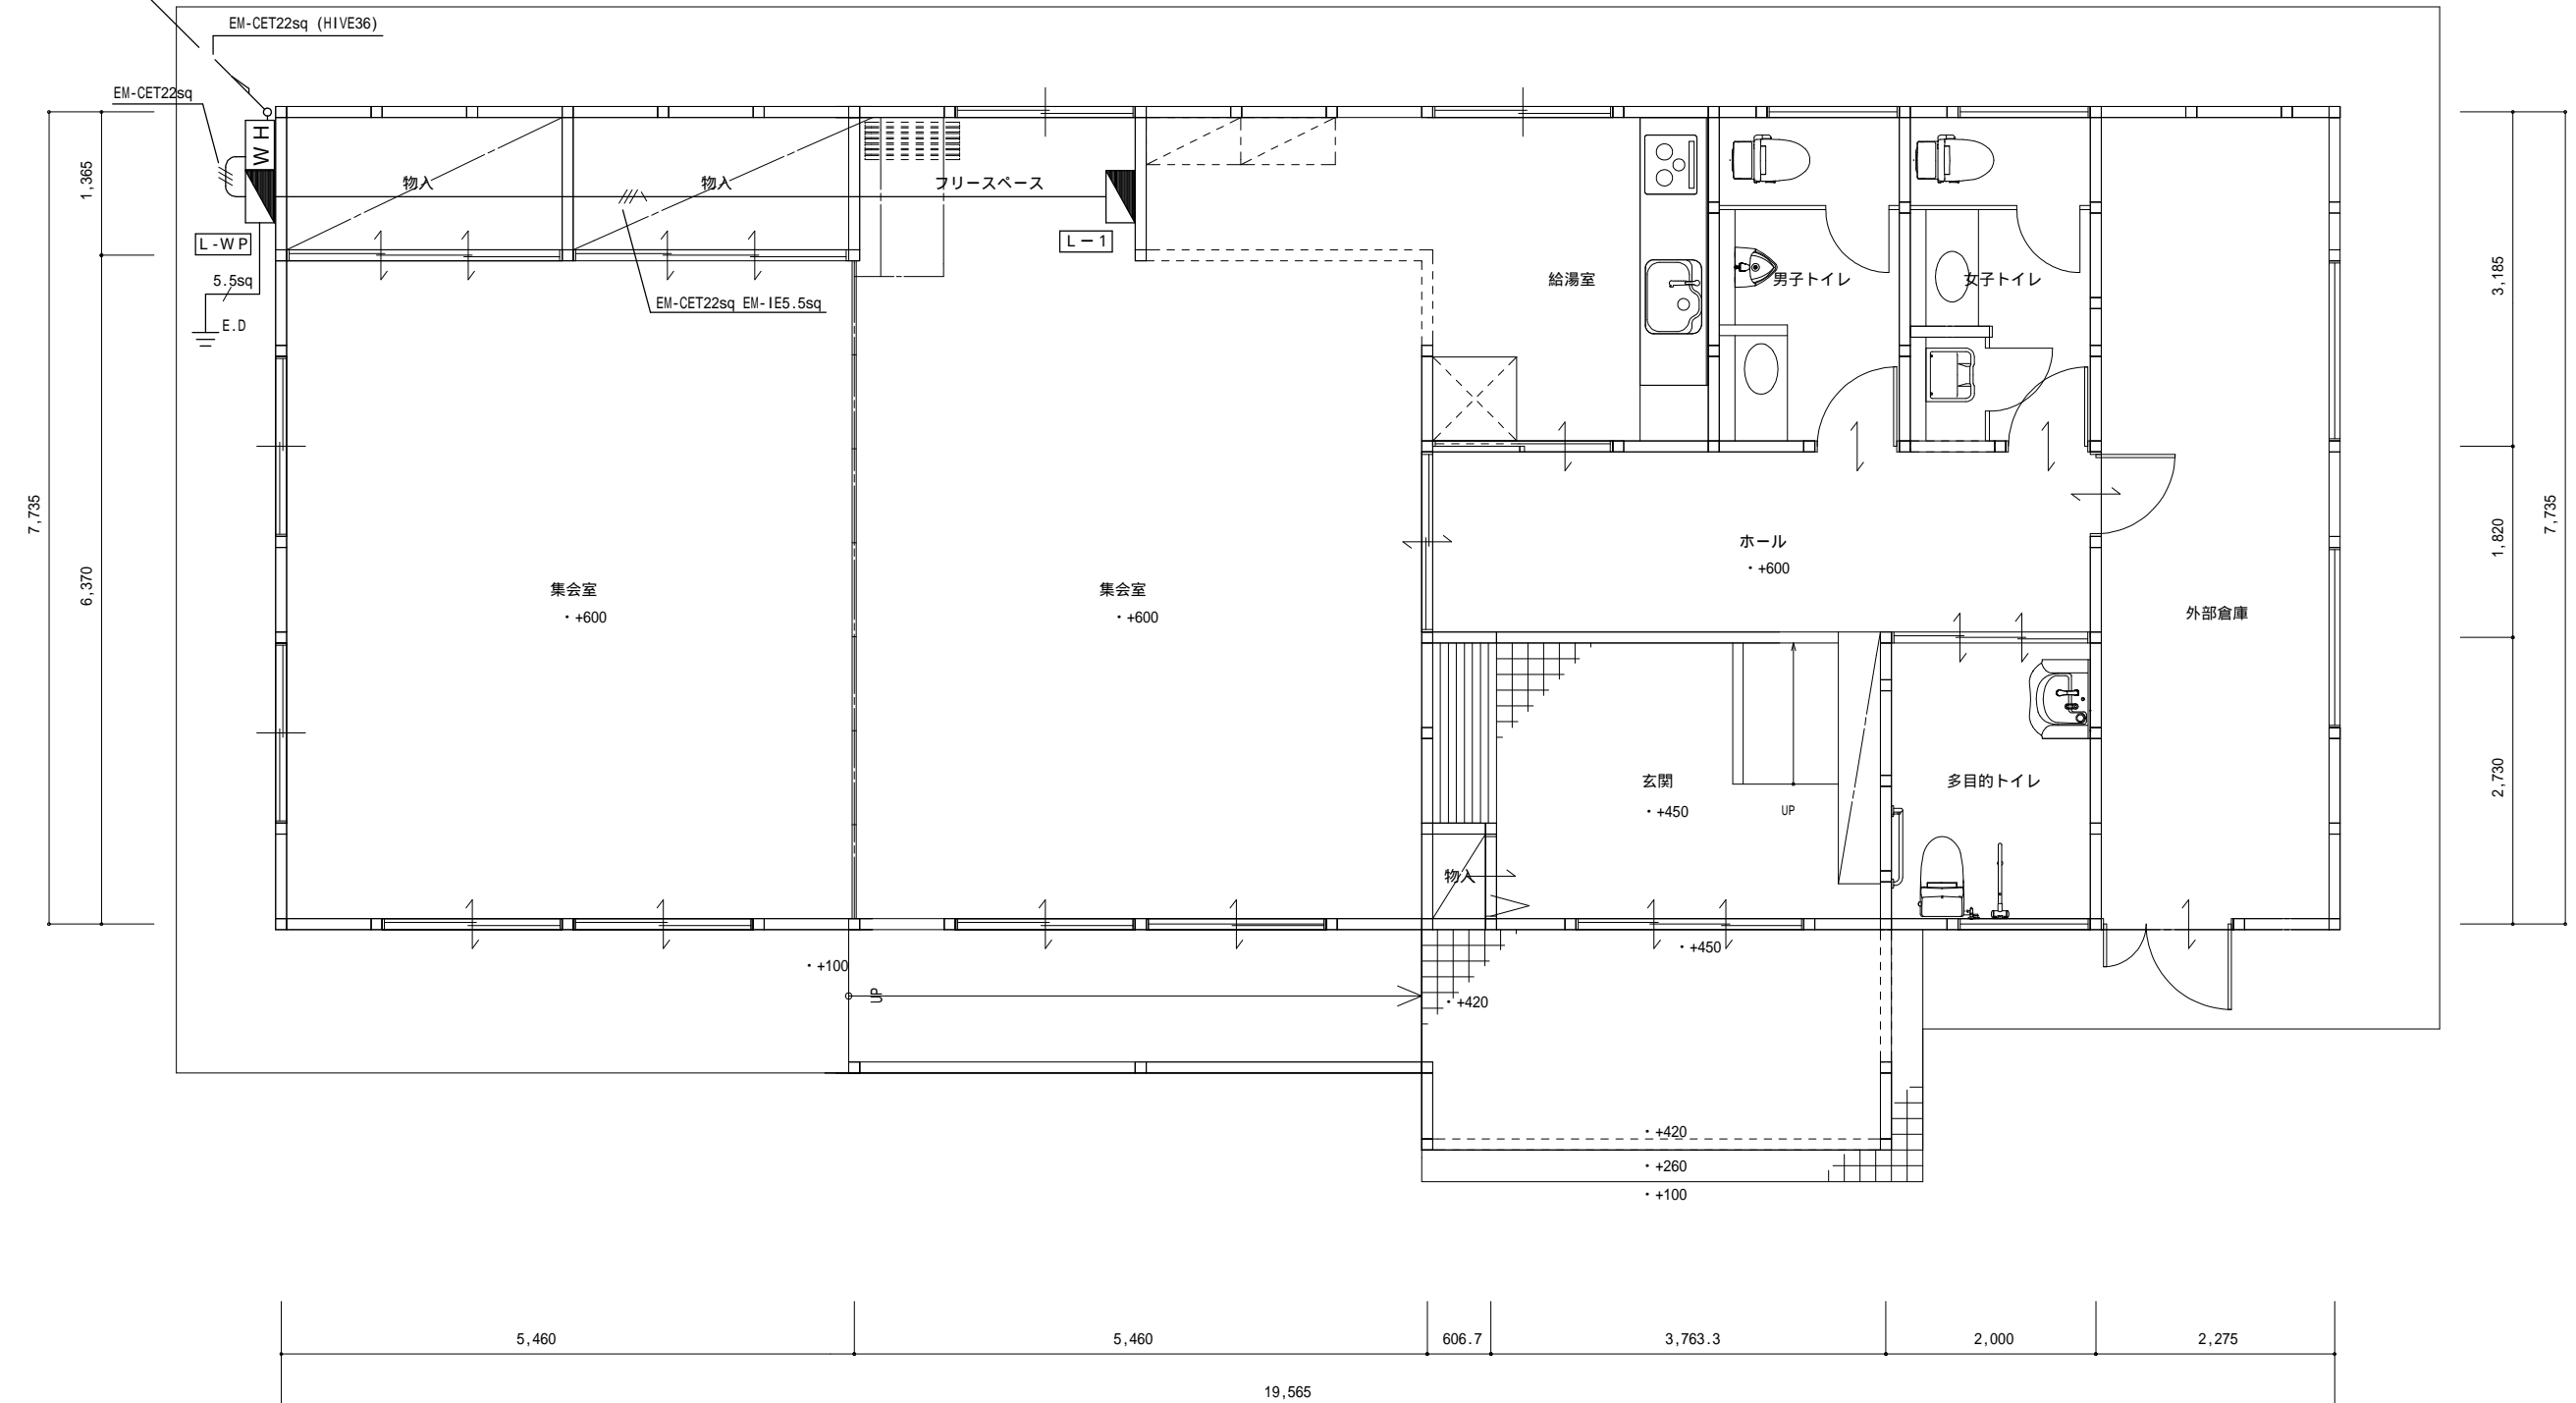 EM-CET22sq (HIVE36)
EM-CET22sq
WH
物入
物入
フリースペース
L-WP
L-1
5.5sq
E.D
EM-CET22sq EM-IE5.5sq
給湯室
男子トイレ
女子トイレ
1,365
7,735
6,370
3,185
1,820
7,735
2,730
集会室
・+600
集会室
・+600
ホール
・+600
外部倉庫
玄関
・+450
UP
多目的トイレ
物入
・+450
・+100
UP
・+420
・+420
・+260
・+100
5,460
5,460
606.7
3,763.3
2,000
2,275
19,565